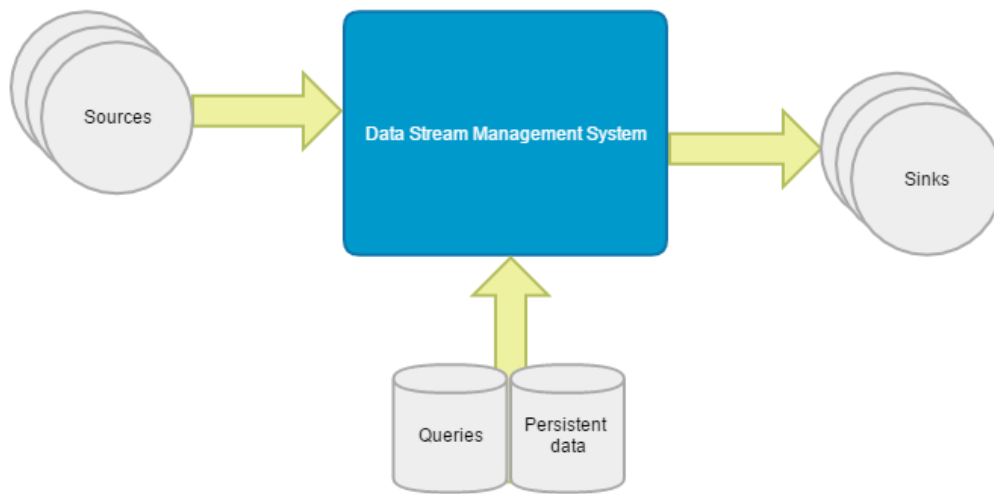 Sources
Data Stream Management System
Sinks
Queries
Persistent
data